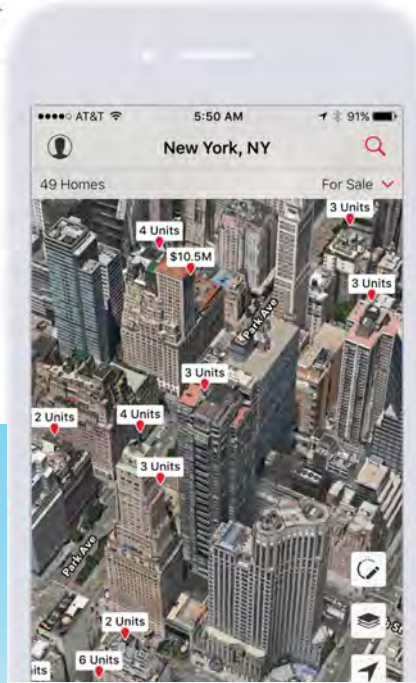 AT&T 5:50 AM 91%
New York, NY
49 Homes For Sale
3 Units
4 Units
$10.5M
3 Units
Park Ave
3 Units
2 Units 4 Units
3 Units
Park Ave
2 Units
6 Units